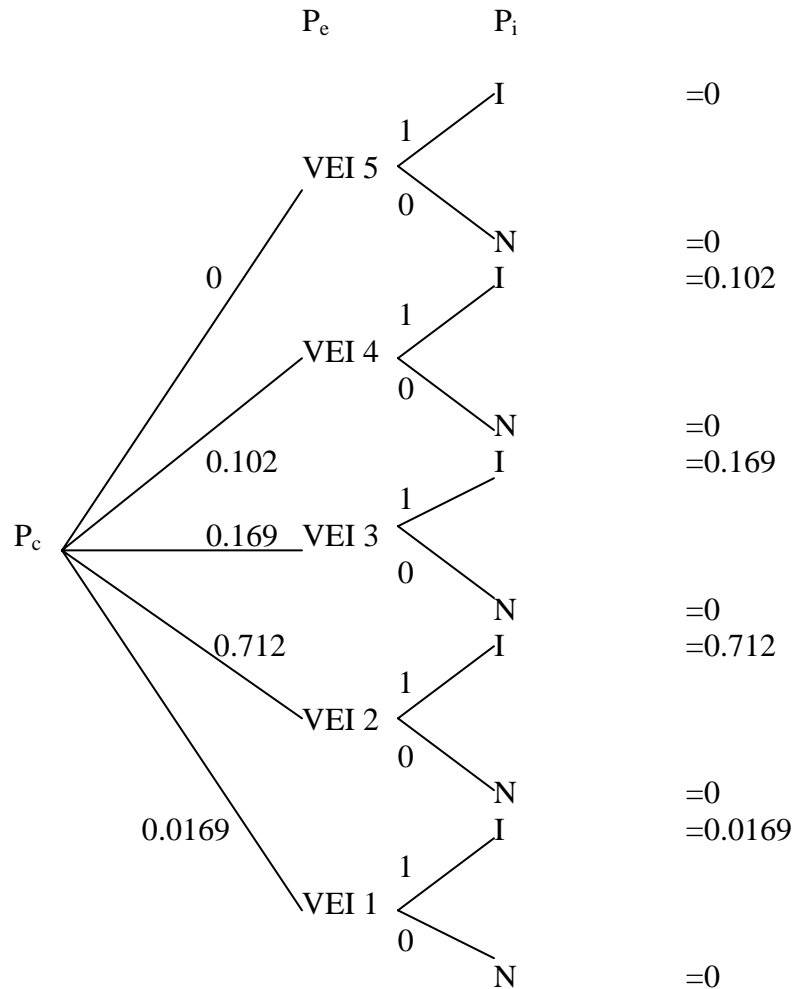 Pe Pi
I =0
1
VEI 5
0
N =0
0 I =0.102
1
VEI 4
0
N =0
0.102 I =0.169
1
Pc 0.169 VEI 3
0
N =0
0.712 I =0.712
1
VEI 2
0
N =0
0.0169 I =0.0169
1
VEI 1
0
N =0